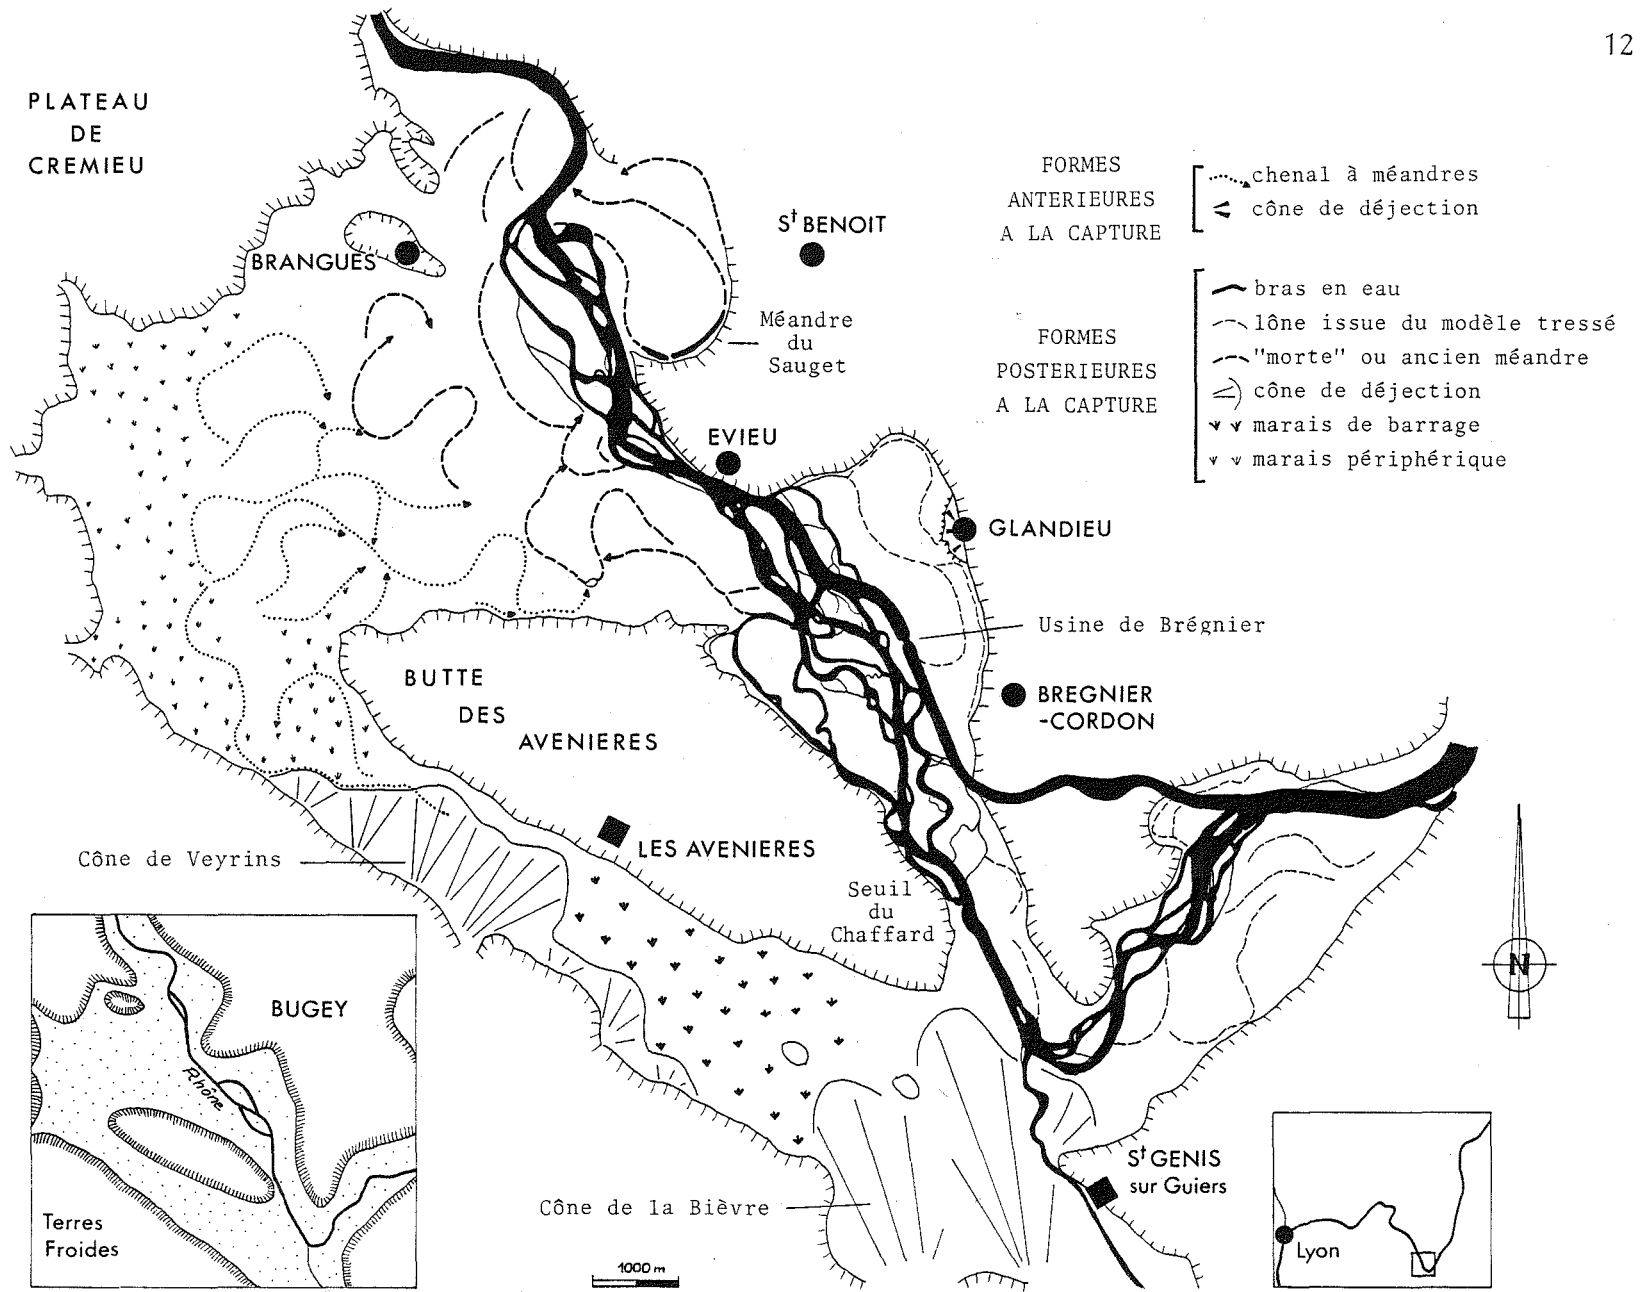 12
PLATEAU
DE
CREMIEU
BRANGUES
St BENOIT
Méandre
du
Sauget
EVIEU
GLANDIEU
Usine de Brégnier
BREGNIER
-CORDON
BUTTE
DES
AVENIERES
LES AVENIERES
Cône de Veyrins
Seuil
du
Chaffard
Cône de la Bièvre
St GENIS
sur Guiers
FORMES
ANTERIEURES
A LA CAPTURE
chenal à méandres
cône de déjection
FORMES
POSTERIEURES
A LA CAPTURE
bras en eau
lône issue du modèle tressé
"morte" ou ancien méandre
cône de déjection
marais de barrage
marais périphérique
N
BUGEY
Rhône
Terres
Froides
1000 m
Lyon